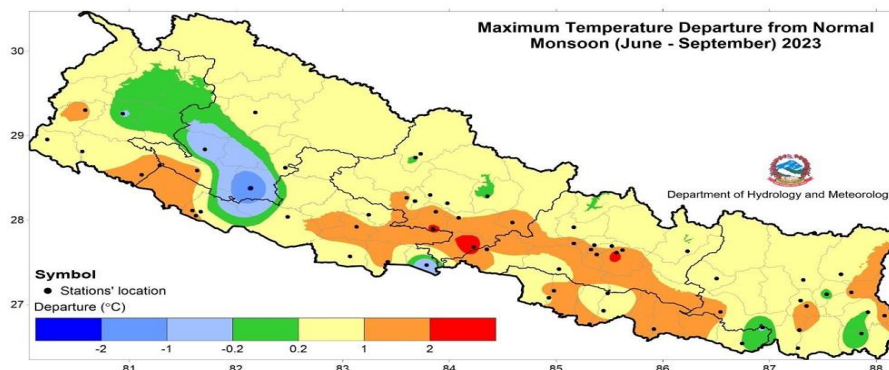 Maximum Temperature Departure from Normal
Monsoon (June - September) 2023
30
29
28
27
Department of Hydrology and Meteorolog
Symbol
Stations' location
Departure (°C)
-2 -1 -0.2 0.2 1 2
81 82 83 84 85 86 87 88